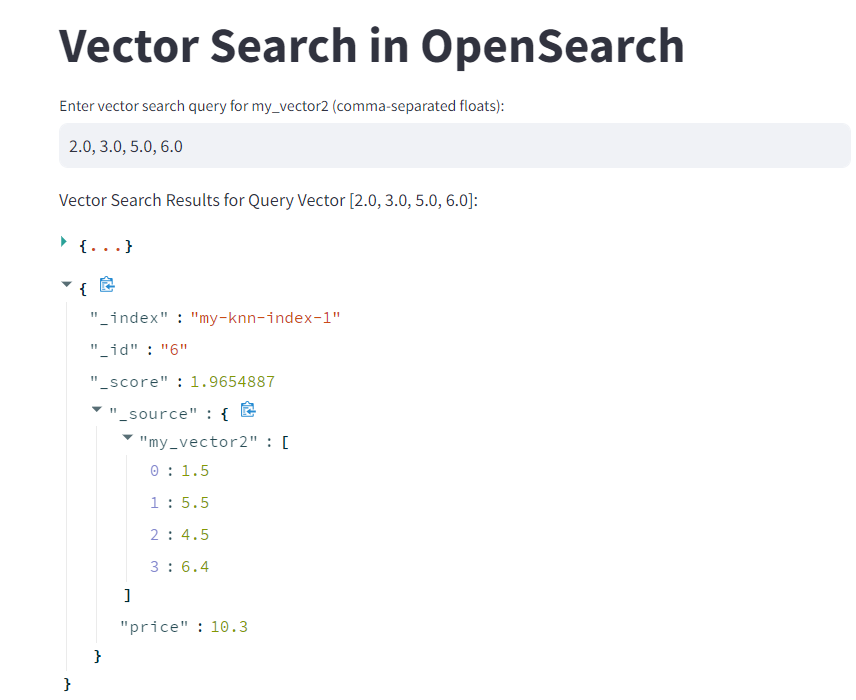 Vector Search in OpenSearch
Enter vector search query for my_vector2 (comma-separated floats):
2.0, 3.0, 5.0, 6.0
Vector Search Results for Query Vector [2.0, 3.0, 5.0, 6.0]:
{...}
{
"_index" : "my-knn-index-1"
"_id" : "6"
"_score" : 1.9654887
"_source" : {
"my_vector2" : [
0 : 1.5
1 : 5.5
2 : 4.5
3 : 6.4
]
"price" : 10.3
}
}